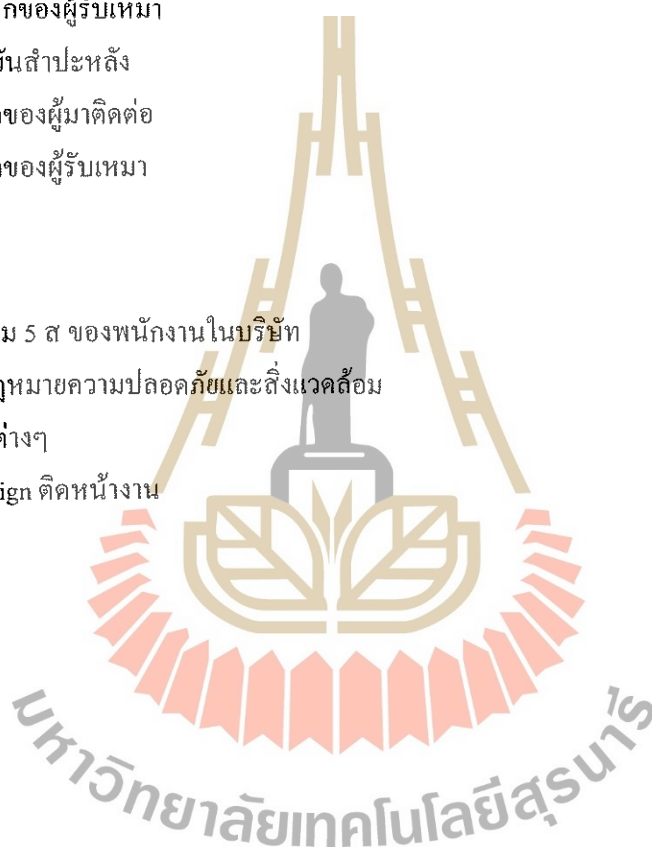 กของผู้รับเหมา
ันสำปะหลัง
ของผู้มาติดต่อ
ของผู้รับเหมา
ม 5 ส ของพนักงานในบริษัท
ฎหมายความปลอดภัยและสิ่งแวดล้อม
ต่างๆ
ign ติดหน้างาน
มหาวิทยาลัยเทคโนโลยีสุรนารี